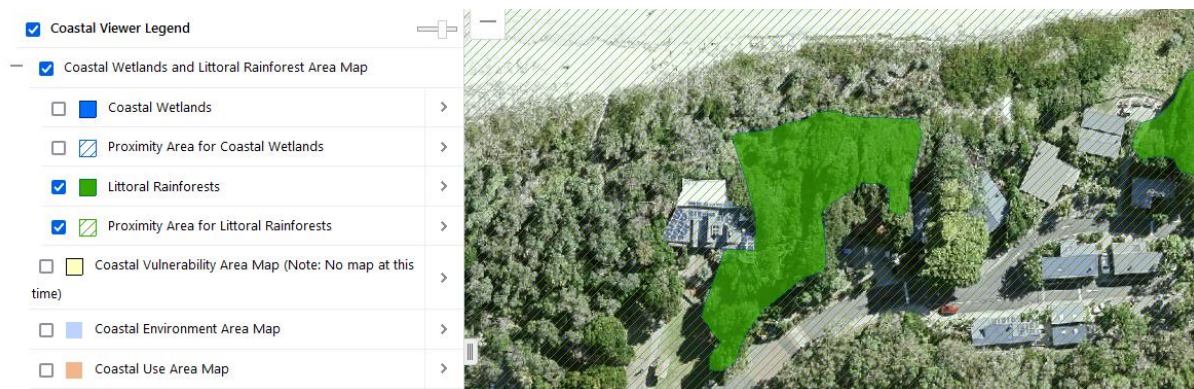 Coastal Viewer Legend
Coastal Wetlands and Littoral Rainforest Area Map
Coastal Wetlands
Proximity Area for Coastal Wetlands
Littoral Rainforests
Proximity Area for Littoral Rainforests
Coastal Vulnerability Area Map (Note: No map at this
time)
Coastal Environment Area Map
Coastal Use Area Map